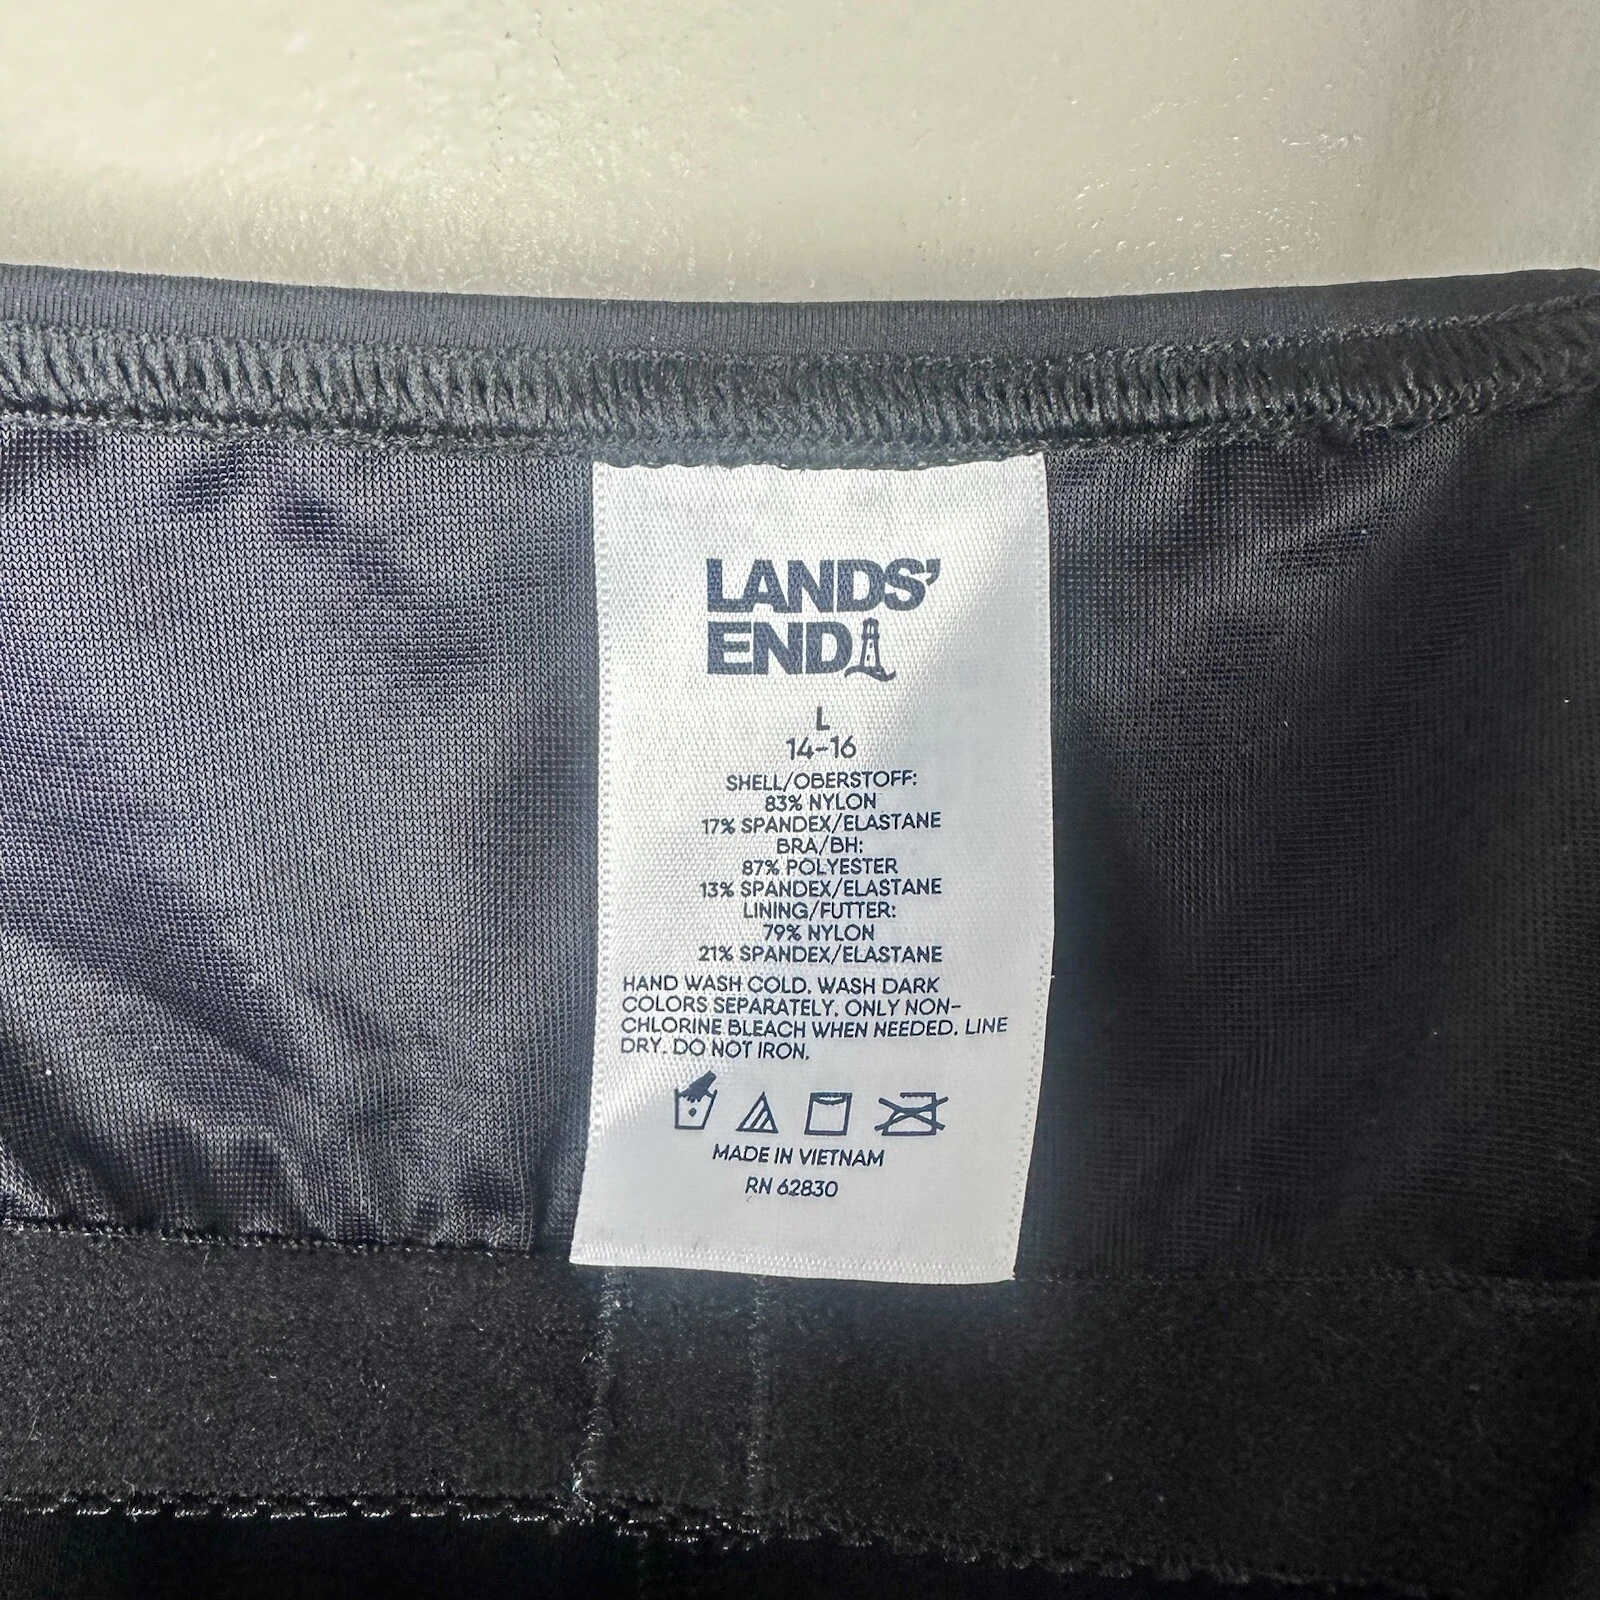 LANDS'
END
L
14-16
SHELL/OBERSTOFF:
83% NYLON
17% SPANDEX/ELASTANE
BRA/BH:
87% POLYESTER
13% SPANDEX/ELASTANE
LINING/FUTTER:
79% NYLON
21% SPANDEX/ELASTANE
HAND WASH COLD. WASH DARK
COLORS SEPARATELY. ONLY NON-
CHLORINE BLEACH WHEN NEEDED. LINE
DRY. DO NOT IRON.
MADE IN VIETNAM
RN 62830